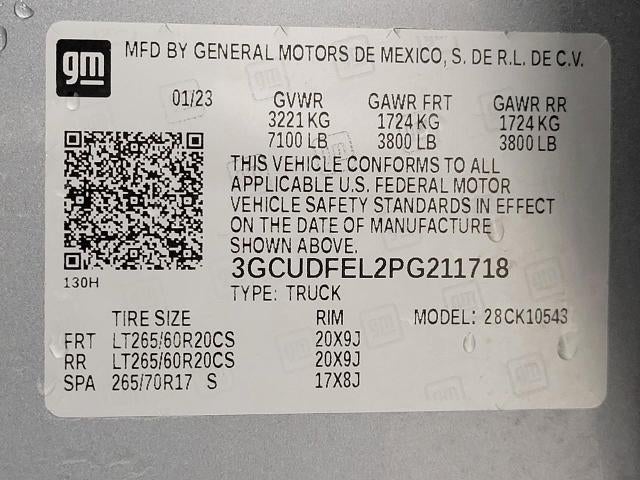 gm MFD BY GENERAL MOTORS DE MEXICO, S. DE R.L. DE C.V.
01/23 GVWR GAWR FRT GAWR RR
3221 KG 1724 KG 1724 KG
7100 LB 3800 LB 3800 LB
THIS VEHICLE CONFORMS TO ALL
APPLICABLE U.S. FEDERAL MOTOR
VEHICLE SAFETY STANDARDS IN EFFECT
ON THE DATE OF MANUFACTURE
SHOWN ABOVE.
130H
3GCUDFEL2PG211718
TYPE: TRUCK
TIRE SIZE RIM MODEL: 28CK10543
FRT LT265/60R20CS 20X9J
RR LT265/60R20CS 20X9J
SPA 265/70R17 S 17X8J